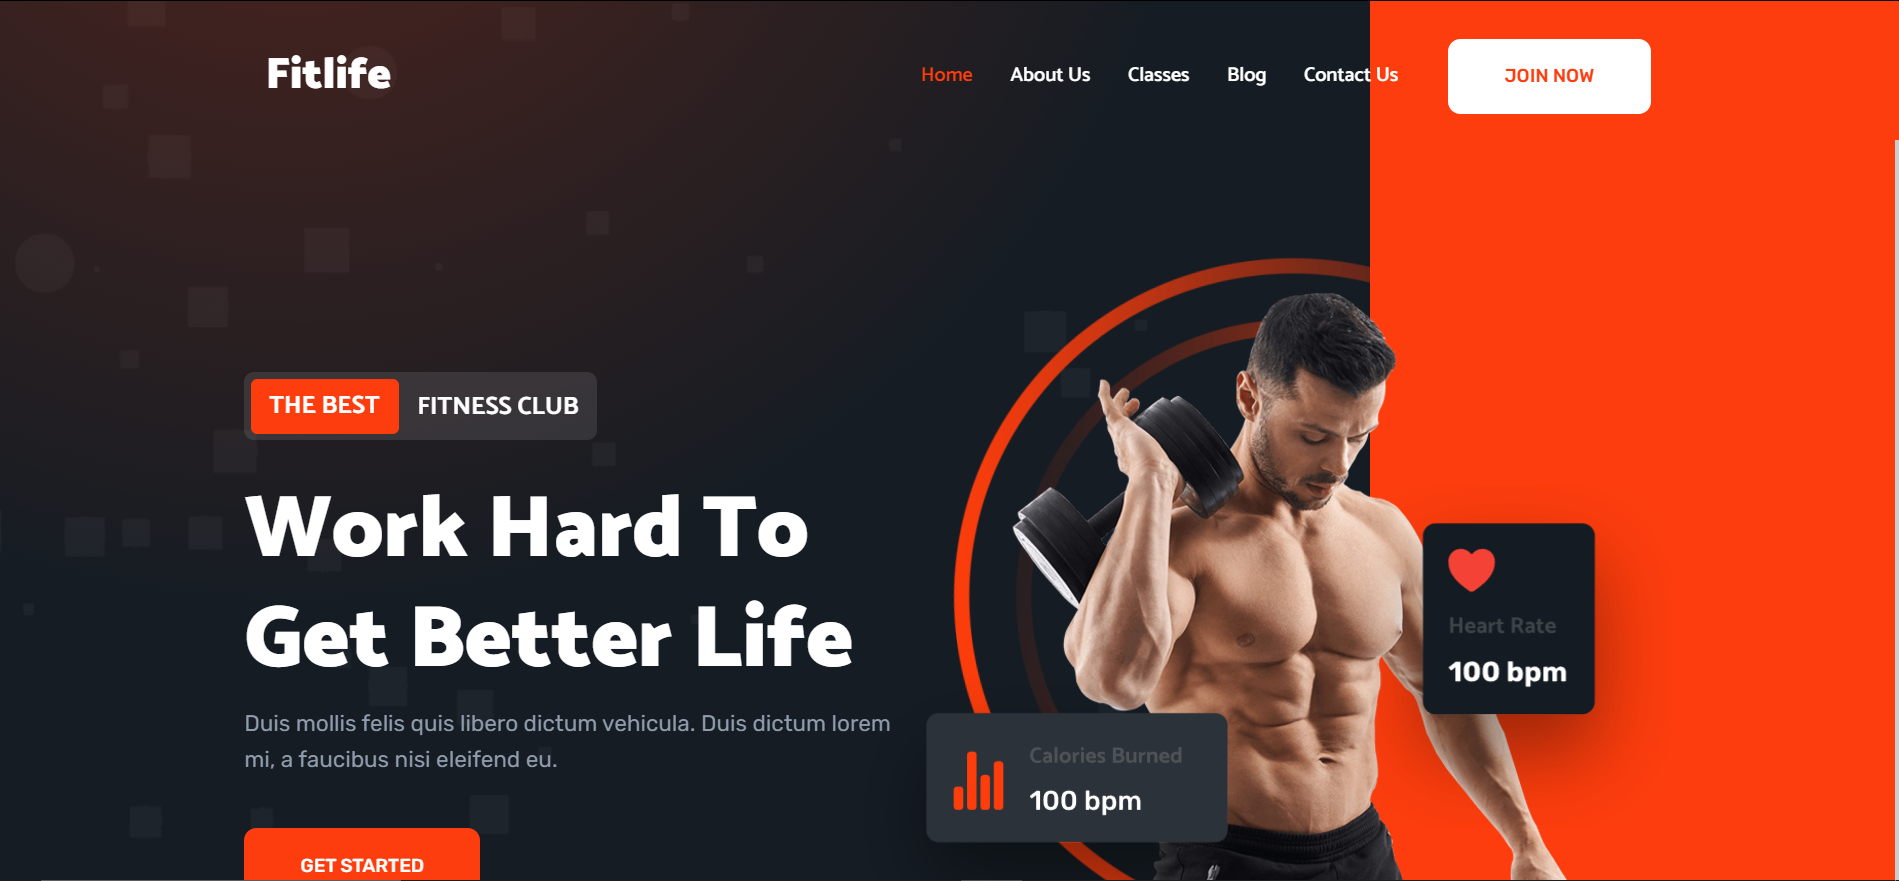 Fitlife
Home About Us Classes Blog Contact Us
JOIN NOW
THE BEST FITNESS CLUB
Work Hard To
Get Better Life
Duis mollis felis quis libero dictum vehicula. Duis dictum lorem
mi, a faucibus nisi eleifend eu.
GET STARTED
Heart Rate
100 bpm
Calories Burned
100 bpm